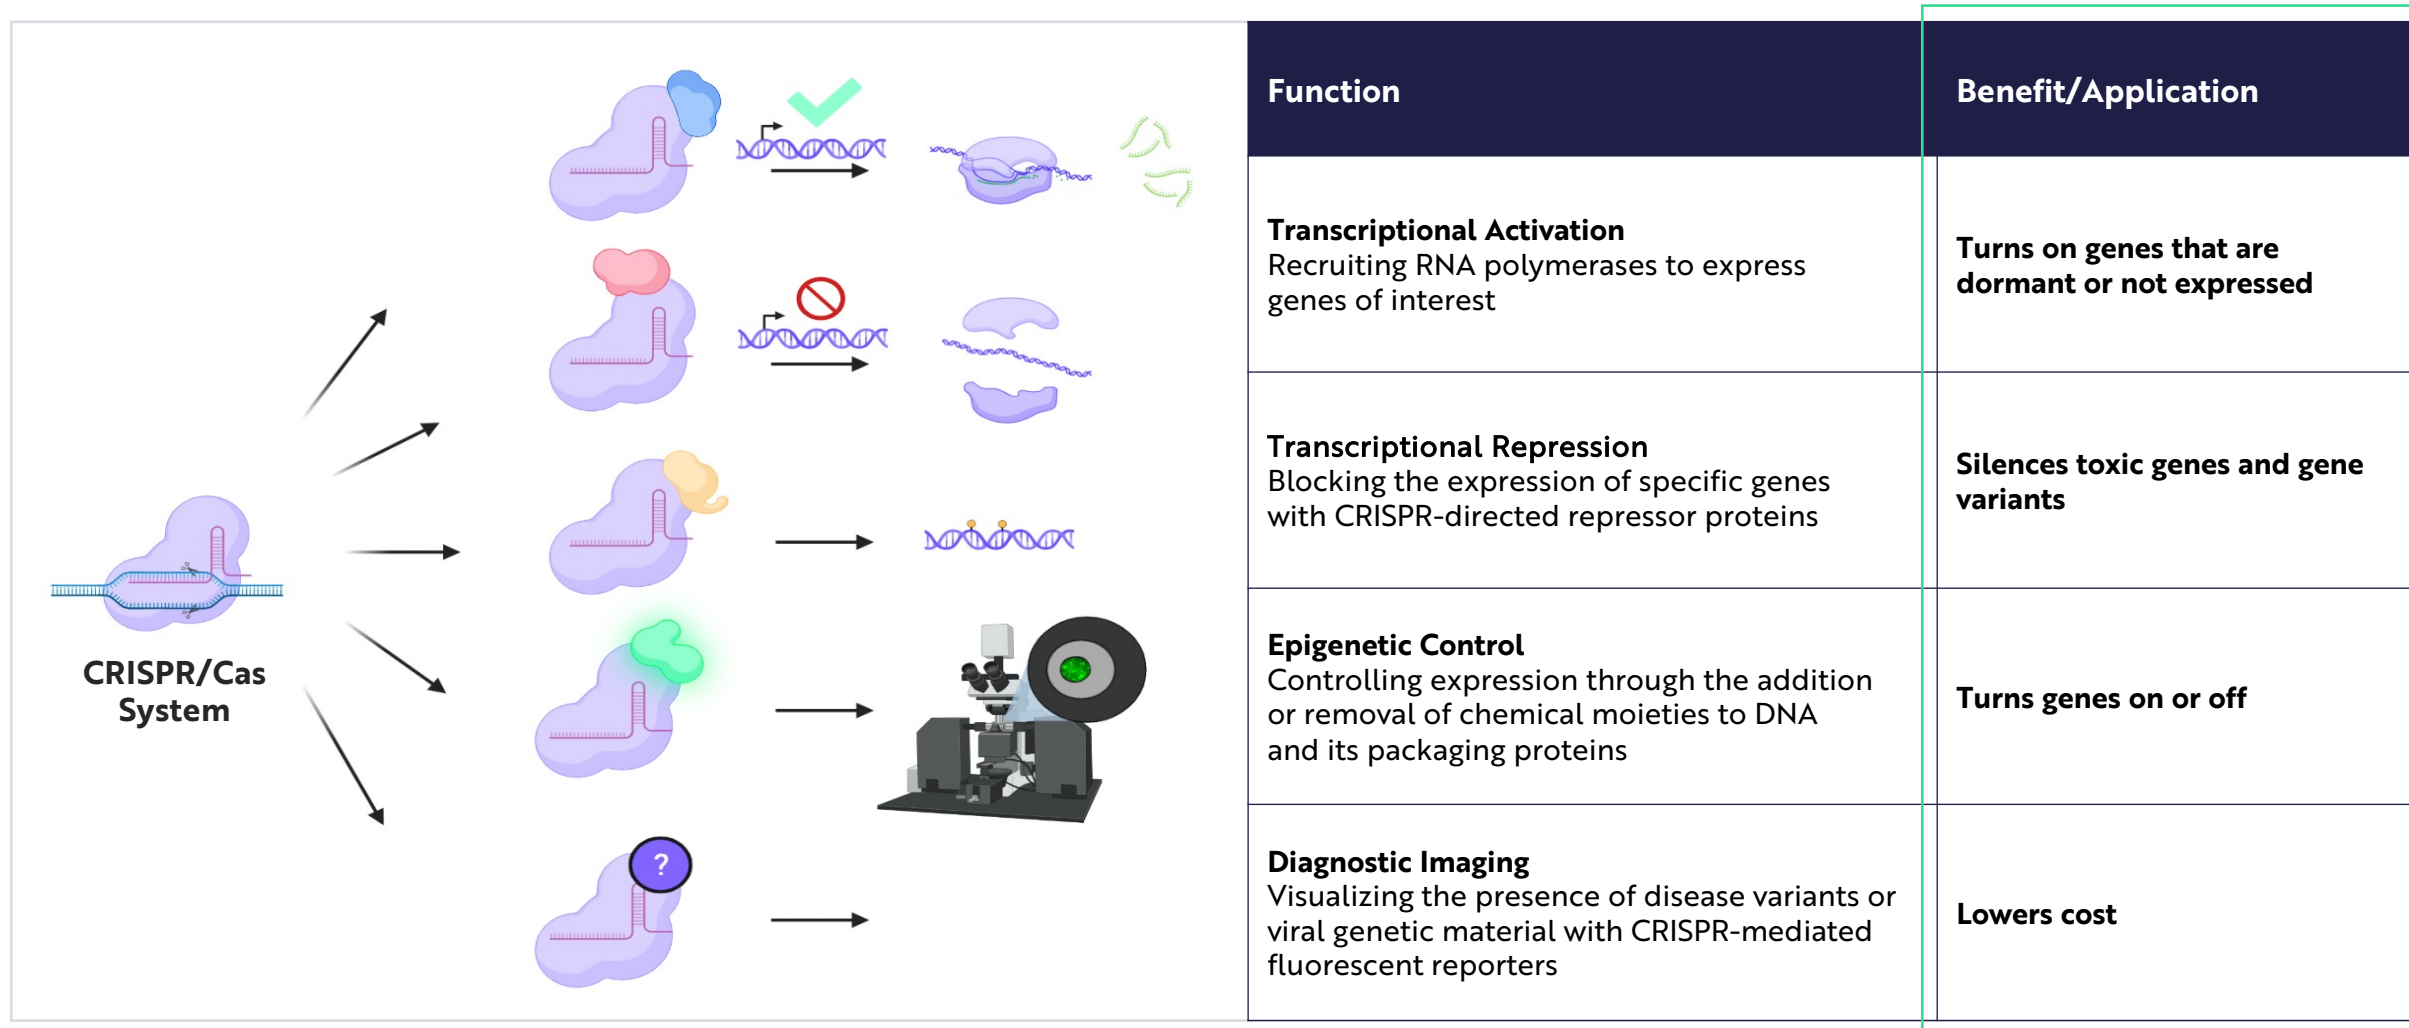 CRISPR/Cas
System
?
Function
Benefit/Application
Transcriptional Activation
Recruiting RNA polymerases to express
genes of interest
Turns on genes that are
dormant or not expressed
Transcriptional Repression
Blocking the expression of specific genes
with CRISPR-directed repressor proteins
Silences toxic genes and gene
variants
Epigenetic Control
Controlling expression through the addition
or removal of chemical moieties to DNA
and its packaging proteins
Turns genes on or off
Diagnostic Imaging
Visualizing the presence of disease variants or
viral genetic material with CRISPR-mediated
fluorescent reporters
Lowers cost